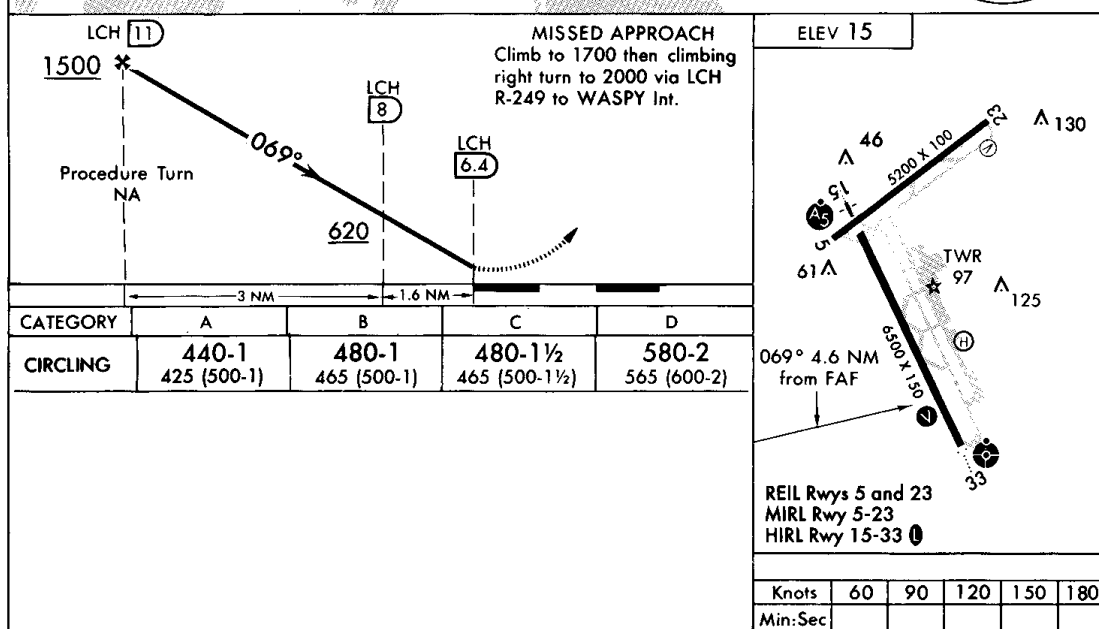 LCH 11
1500
069°
Procedure Turn
NA
LCH
8
620
LCH
6.4
MISSED APPROACH
Climb to 1700 then climbing
right turn to 2000 via LCH
R-249 to WASPY Int.
3 NM
1.6 NM
CATEGORY A B C D
CIRCLING 440-1 480-1 480-1½ 580-2
425 (500-1) 465 (500-1) 465 (500-1½) 565 (600-2)
ELEV 15
23
130
V
46
5200 X 100
15
A5
5
61
TWR
97
125
H
6500 X 150
069° 4.6 NM
from FAF
V
33
REIL Rwys 5 and 23
MIRL Rwy 5-23
HIRL Rwy 15-33 L
Knots 60 90 120 150 180
Min:Sec